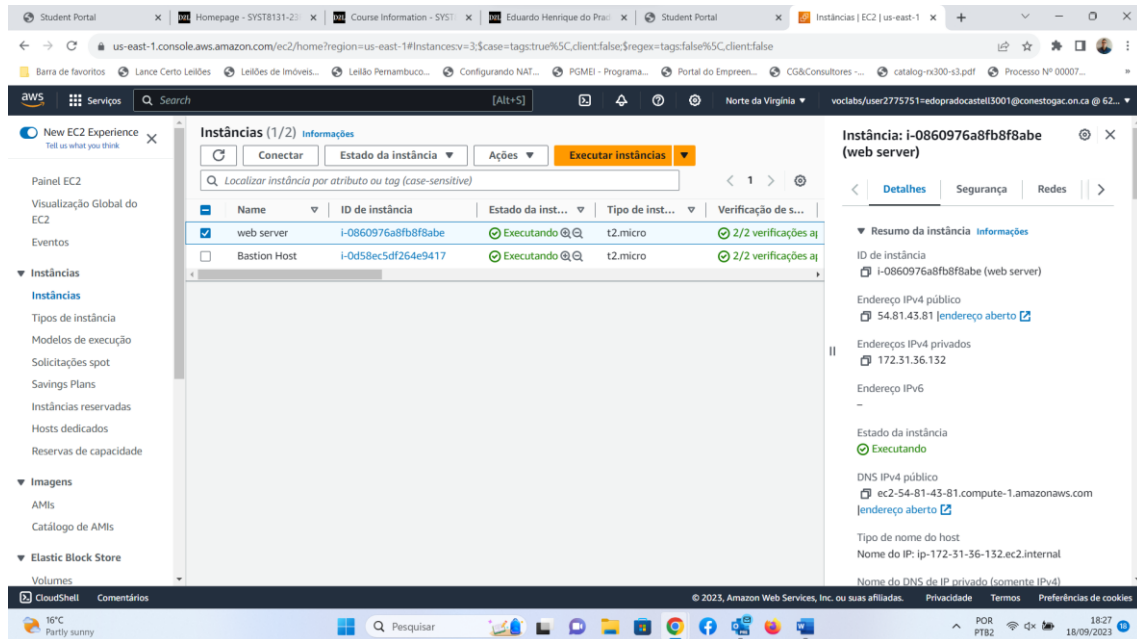 Student Portal
Homepage - SYST8131-23
Course Information - SYST
Eduardo Henrique do Prad
Student Portal
Instâncias | EC2 | us-east-1
us-east-1.console.aws.amazon.com/ec2/home?region=us-east-1#Instances:v=3;$case=tags:true%5C,client:false;$regex=tags:false%5C,client:false
Barra de favoritos
Lance Certo Leilões
Leilões de Imóveis...
Leilão Pernambuco...
Configurando NAT...
PGMEI - Programa...
Portal do Empreen...
CG&Consultores -...
catalog-rx300-s3.pdf
Processo Nº 00007...
aws
Serviços
Search
[Alt+S]
Norte da Virgínia
voclabs/user2775751=edopradocastell3001@conestogac.on.ca @ 62...
New EC2 Experience
Tell us what you think
Painel EC2
Visualização Global do
EC2
Eventos
Instâncias
Instâncias
Tipos de instância
Modelos de execução
Solicitações spot
Savings Plans
Instâncias reservadas
Hosts dedicados
Reservas de capacidade
Imagens
AMIs
Catálogo de AMIs
Elastic Block Store
Volumes
Instâncias (1/2) Informações
Conectar
Estado da instância
Ações
Executar instâncias
Localizar instância por atributo ou tag (case-sensitive)
1
Name
ID de instância
Estado da inst...
Tipo de inst...
Verificação de s...
web server
i-0860976a8fb8f8abe
Executando
t2.micro
2/2 verificações ap
Bastion Host
i-0d58ec5df264e9417
Executando
t2.micro
2/2 verificações ap
Instância: i-0860976a8fb8f8abe
(web server)
Detalhes
Segurança
Redes
Resumo da instância Informações
ID de instância
i-0860976a8fb8f8abe (web server)
Endereço IPv4 público
54.81.43.81 |endereço aberto
Endereços IPv4 privados
172.31.36.132
Endereço IPv6
–
Estado da instância
Executando
DNS IPv4 público
ec2-54-81-43-81.compute-1.amazonaws.com
|endereço aberto
Tipo de nome do host
Nome do IP: ip-172-31-36-132.ec2.internal
Nome do DNS de IP privado (somente IPv4)
CloudShell
Comentários
© 2023, Amazon Web Services, Inc. ou suas afiliadas.
Privacidade
Termos
Preferências de cookies
16°C
Partly sunny
Pesquisar
POR
PTB2
18:27
18/09/2023